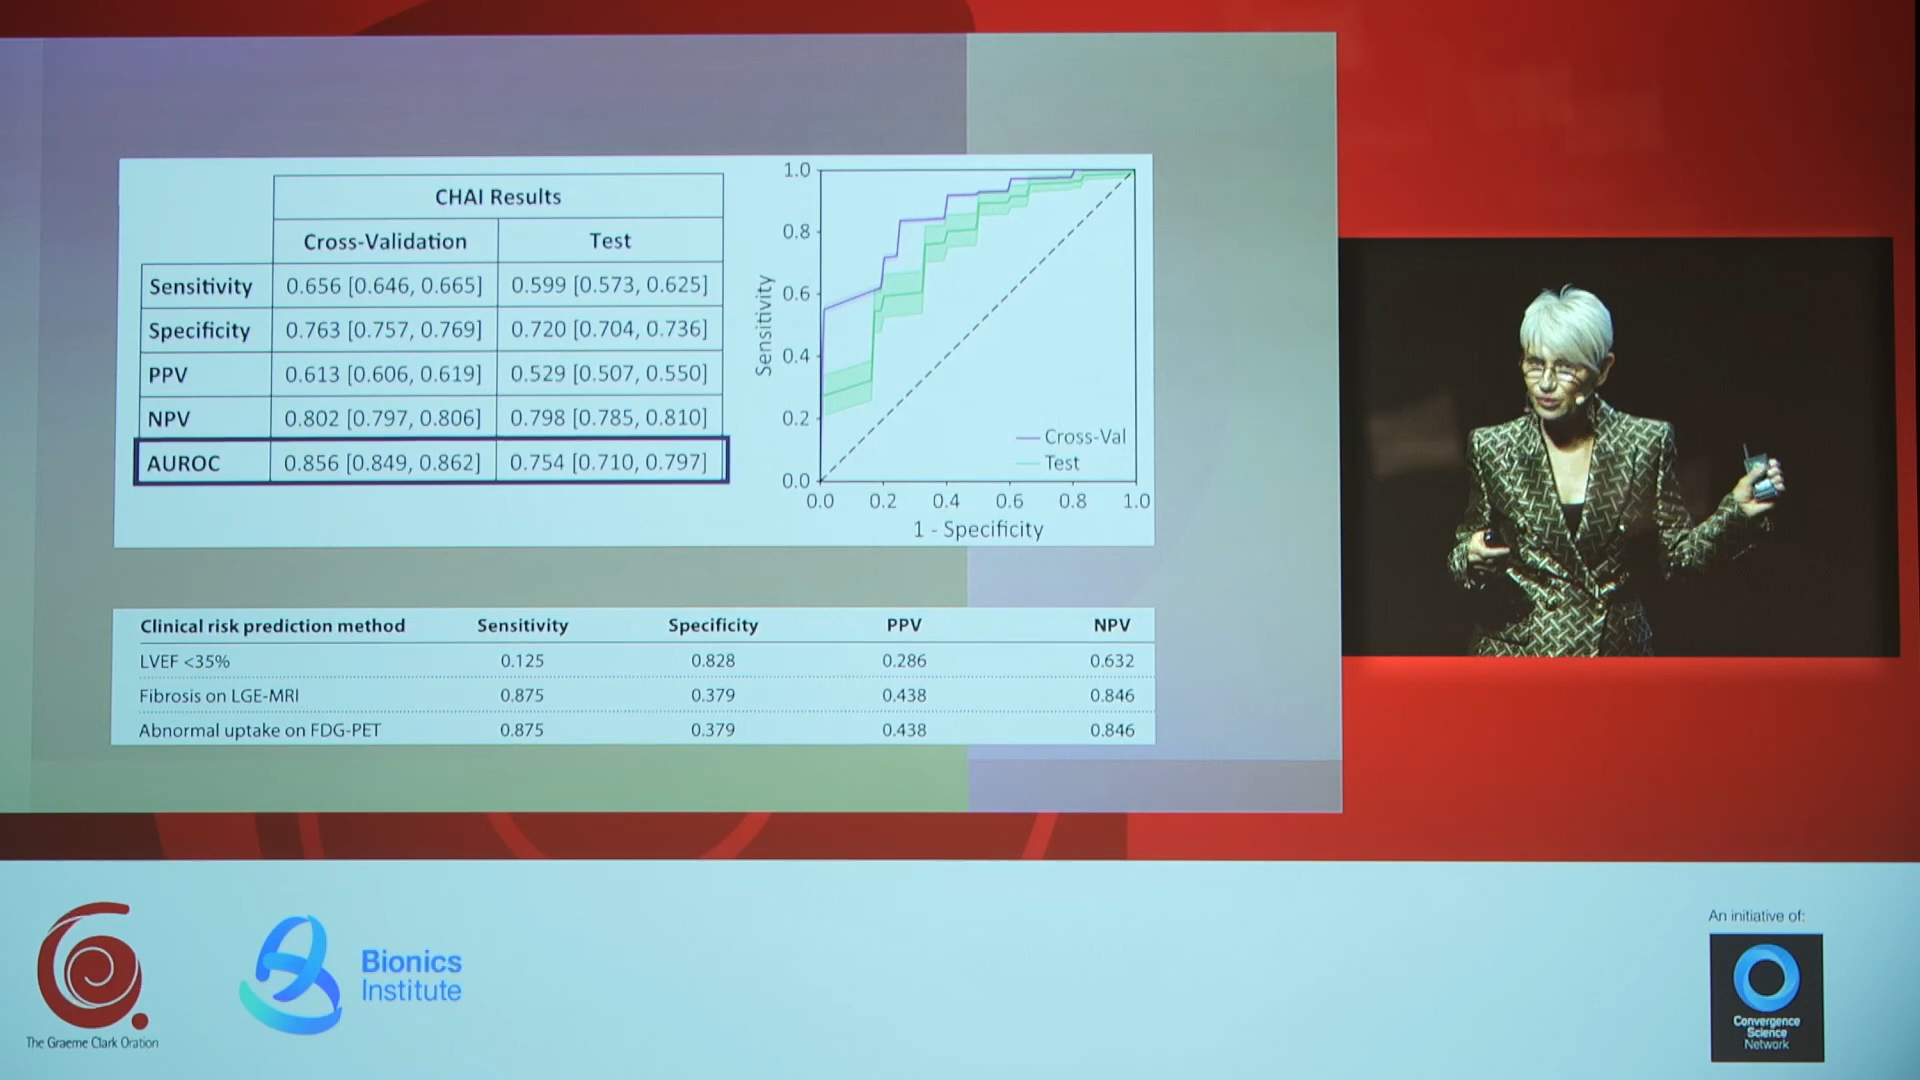 CHAI Results
Cross-Validation Test
Sensitivity 0.656 [0.646, 0.665] 0.599 [0.573, 0.625]
Specificity 0.763 [0.757, 0.769] 0.720 [0.704, 0.736]
PPV 0.613 [0.606, 0.619] 0.529 [0.507, 0.550]
NPV 0.802 [0.797, 0.806] 0.798 [0.785, 0.810]
AUROC 0.856 [0.849, 0.862] 0.754 [0.710, 0.797]
Sensitivity
1.0
0.8
0.6
0.4
0.2
0.0
Cross-Val
Test
0.0 0.2 0.4 0.6 0.8 1.0
1 - Specificity
Clinical risk prediction method Sensitivity Specificity PPV NPV
LVEF <35% 0.125 0.828 0.286 0.632
Fibrosis on LGE-MRI 0.875 0.379 0.438 0.846
Abnormal uptake on FDG-PET 0.875 0.379 0.438 0.846
The Graeme Clark Oration
Bionics
Institute
An initiative of:
Convergence
Science
Network